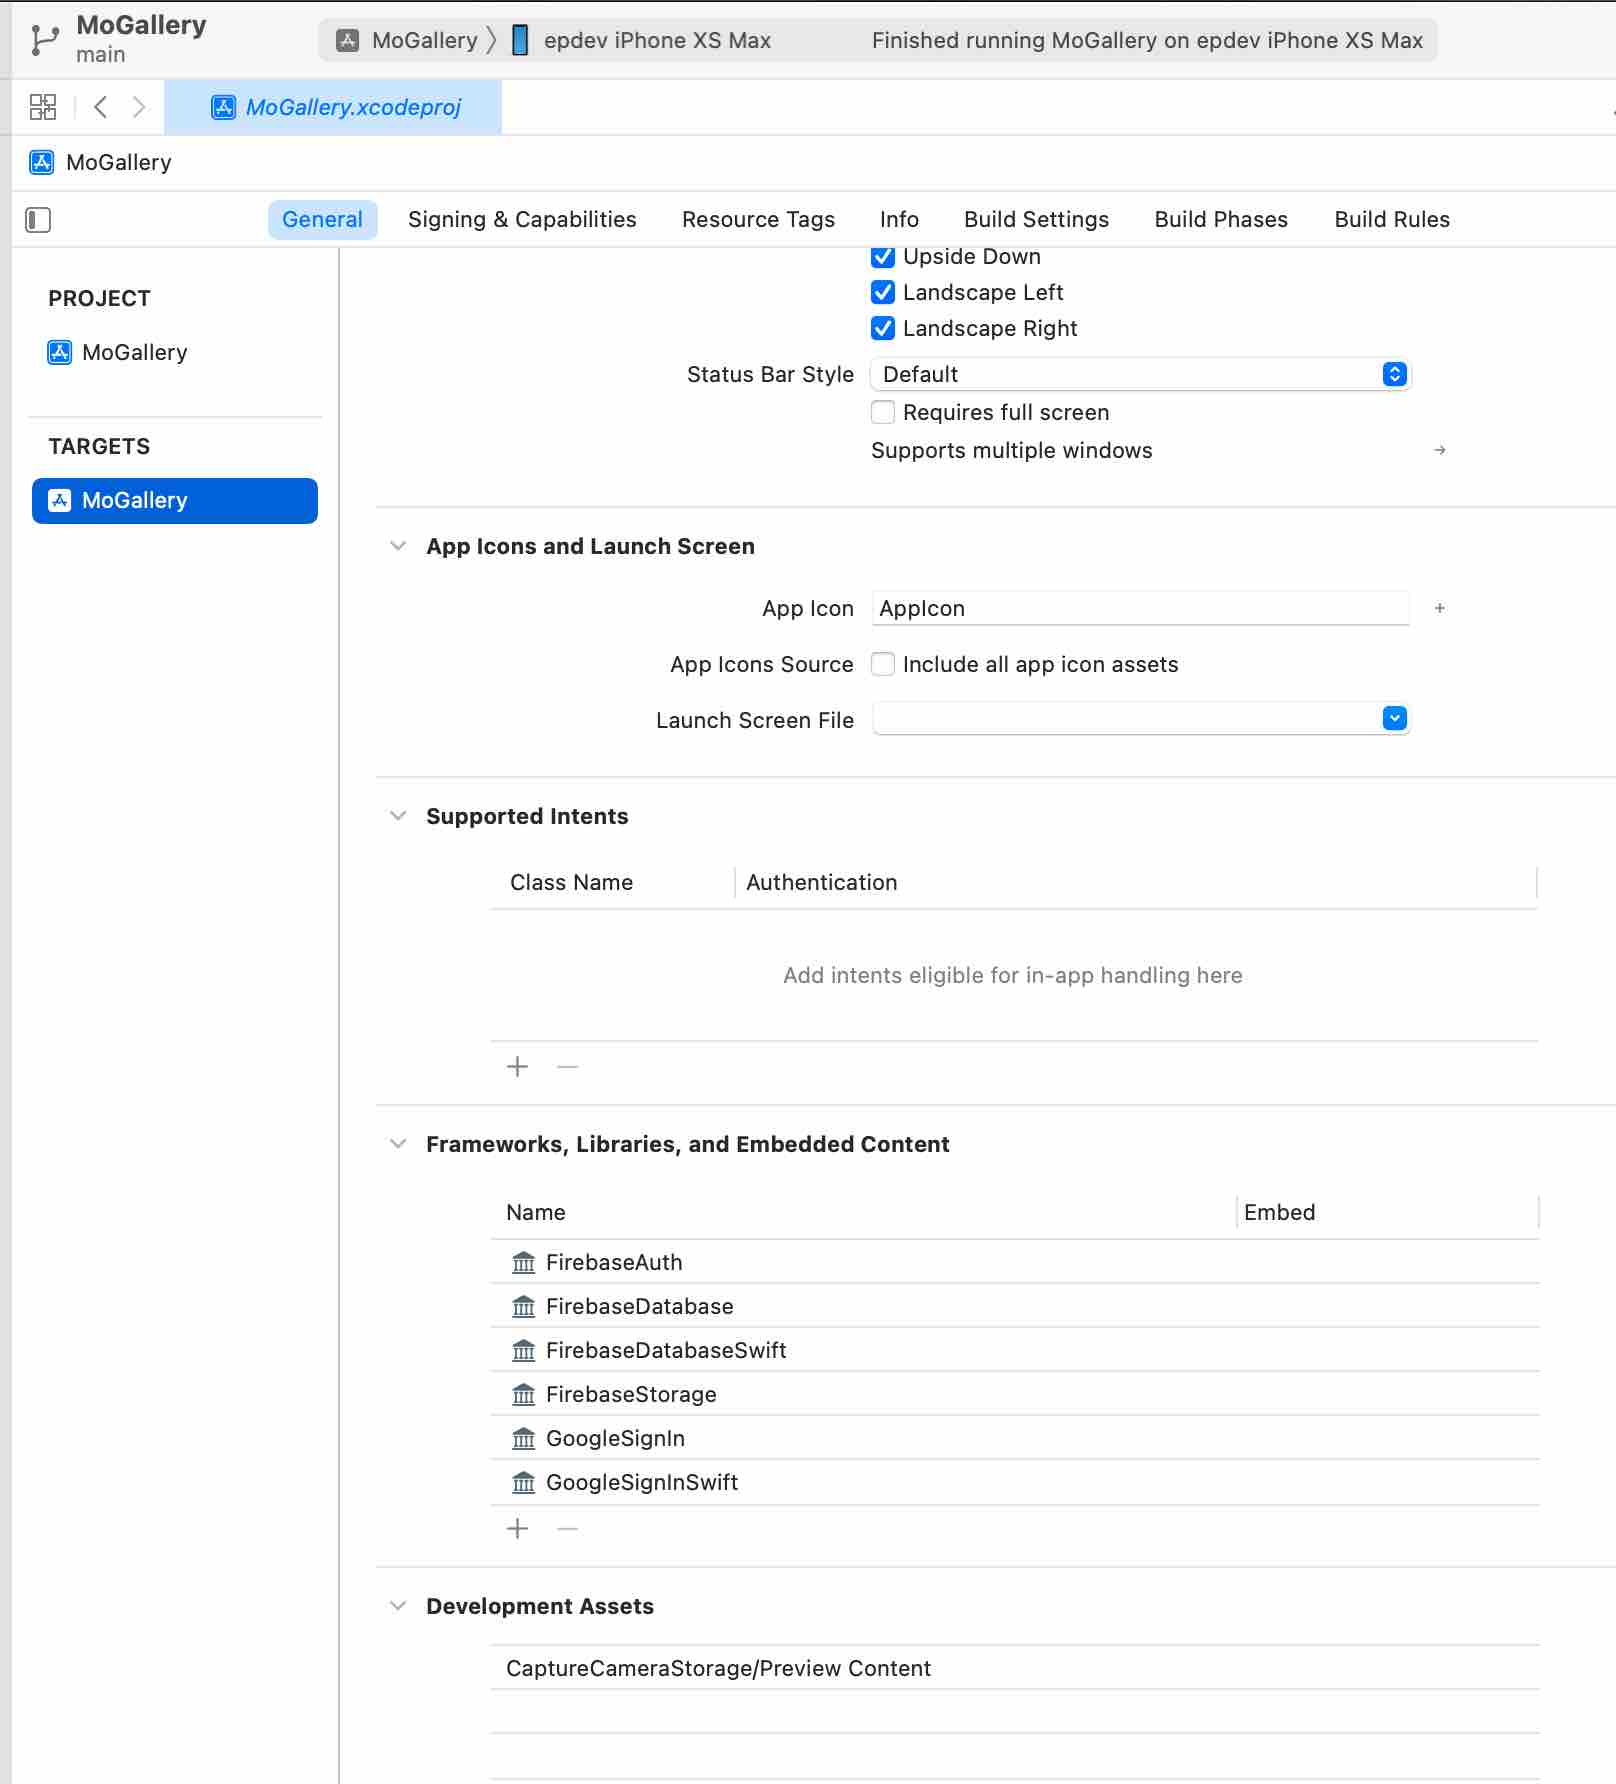 MoGallery
main
MoGallery 〉 epdev iPhone XS Max Finished running MoGallery on epdev iPhone XS Max
MoGallery.xcodeproj
MoGallery
General Signing & Capabilities Resource Tags Info Build Settings Build Phases Build Rules
PROJECT
MoGallery
TARGETS
MoGallery
Upside Down
Landscape Left
Landscape Right
Status Bar Style Default
Requires full screen
Supports multiple windows
App Icons and Launch Screen
App Icon AppIcon
App Icons Source Include all app icon assets
Launch Screen File
Supported Intents
Class Name Authentication
Add intents eligible for in-app handling here
Frameworks, Libraries, and Embedded Content
Name Embed
FirebaseAuth
FirebaseDatabase
FirebaseDatabaseSwift
FirebaseStorage
GoogleSignIn
GoogleSignInSwift
Development Assets
CaptureCameraStorage/Preview Content